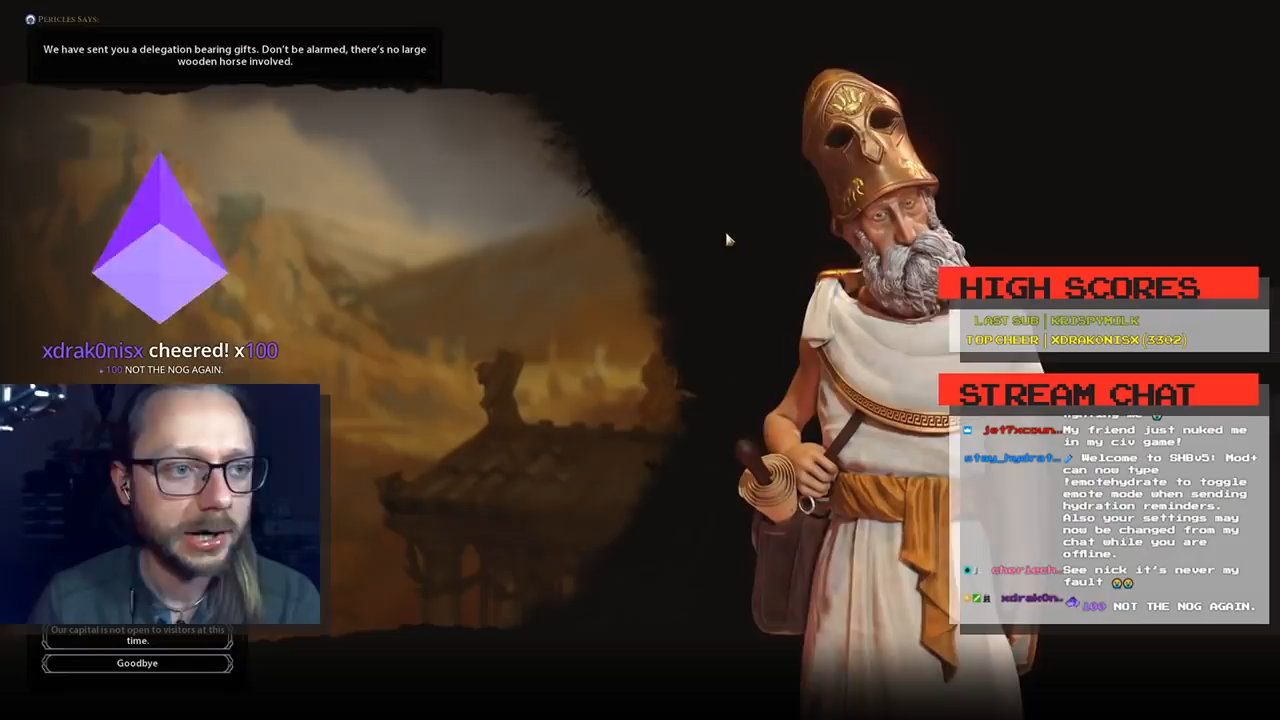 PERICLES SAYS:
We have sent you a delegation bearing gifts. Don't be alarmed, there's no large
wooden horse involved.
xdrak0nisx cheered! x100
100 NOT THE NOG AGAIN.
Our capital is not open to visitors at this
time.
Goodbye
HIGH SCORES
LAST SUB | KRISPYMILK
TOP CHEER | XDRAK0NISX (3302)
STREAM CHAT
jet7xcoun… My friend just nuked me
in my civ game!
stay_hydrat… Welcome to SHBv5: Mod+
can now type
!emotehydrate to toggle
emote mode when sending
hydration reminders.
Also your settings may
now be changed from my
chat while you are
offline.
cheriech… See nick it's never my
fault 😭😭
xdrak0n… 100 NOT THE NOG AGAIN.